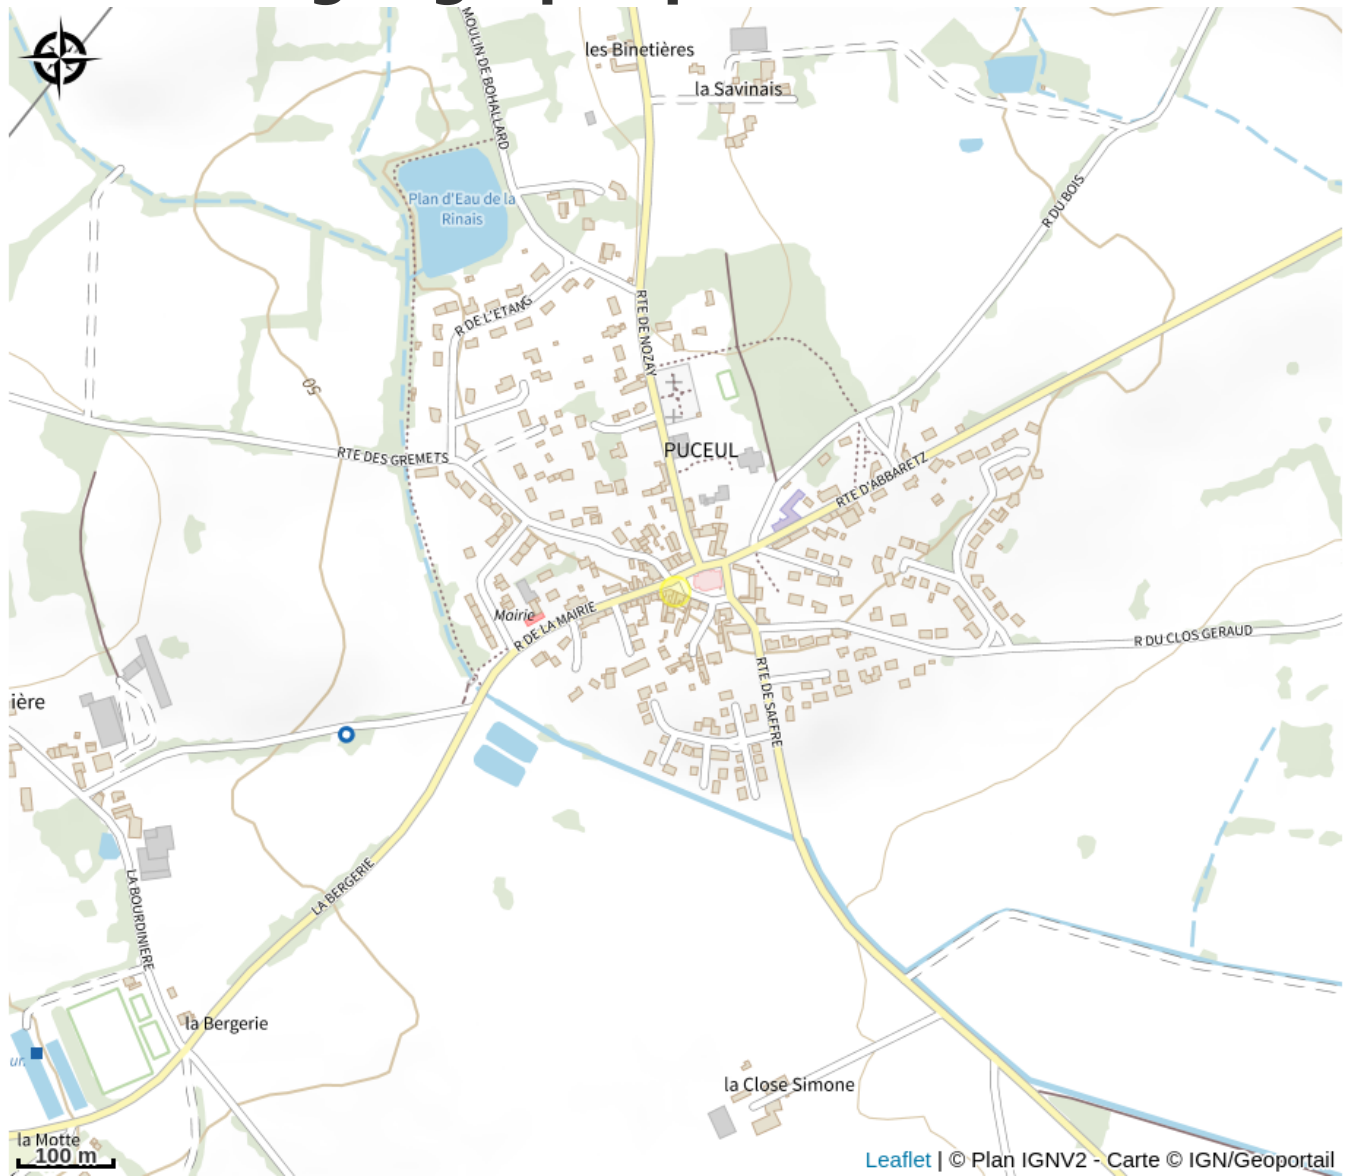 MOULIN DE BOHALLARD
les Binetières
la Savinais
Plan d'Eau de la
Rinais
R DU BOIS
R DE L'ETANG
RTE DE NOZAY
50
RTE DES GREMETS
PUCEUL
RTE D'ABBARETZ
Mairie
R DE LA MAIRIE
R DU CLOS GERAUD
RTE DE SAFFRE
ière
LA BERGERIE
LA BOURDINIERE
la Bergerie
ur.
la Close Simone
la Motte
100 m
Leaflet | © Plan IGNV2 - Carte © IGN/Geoportail